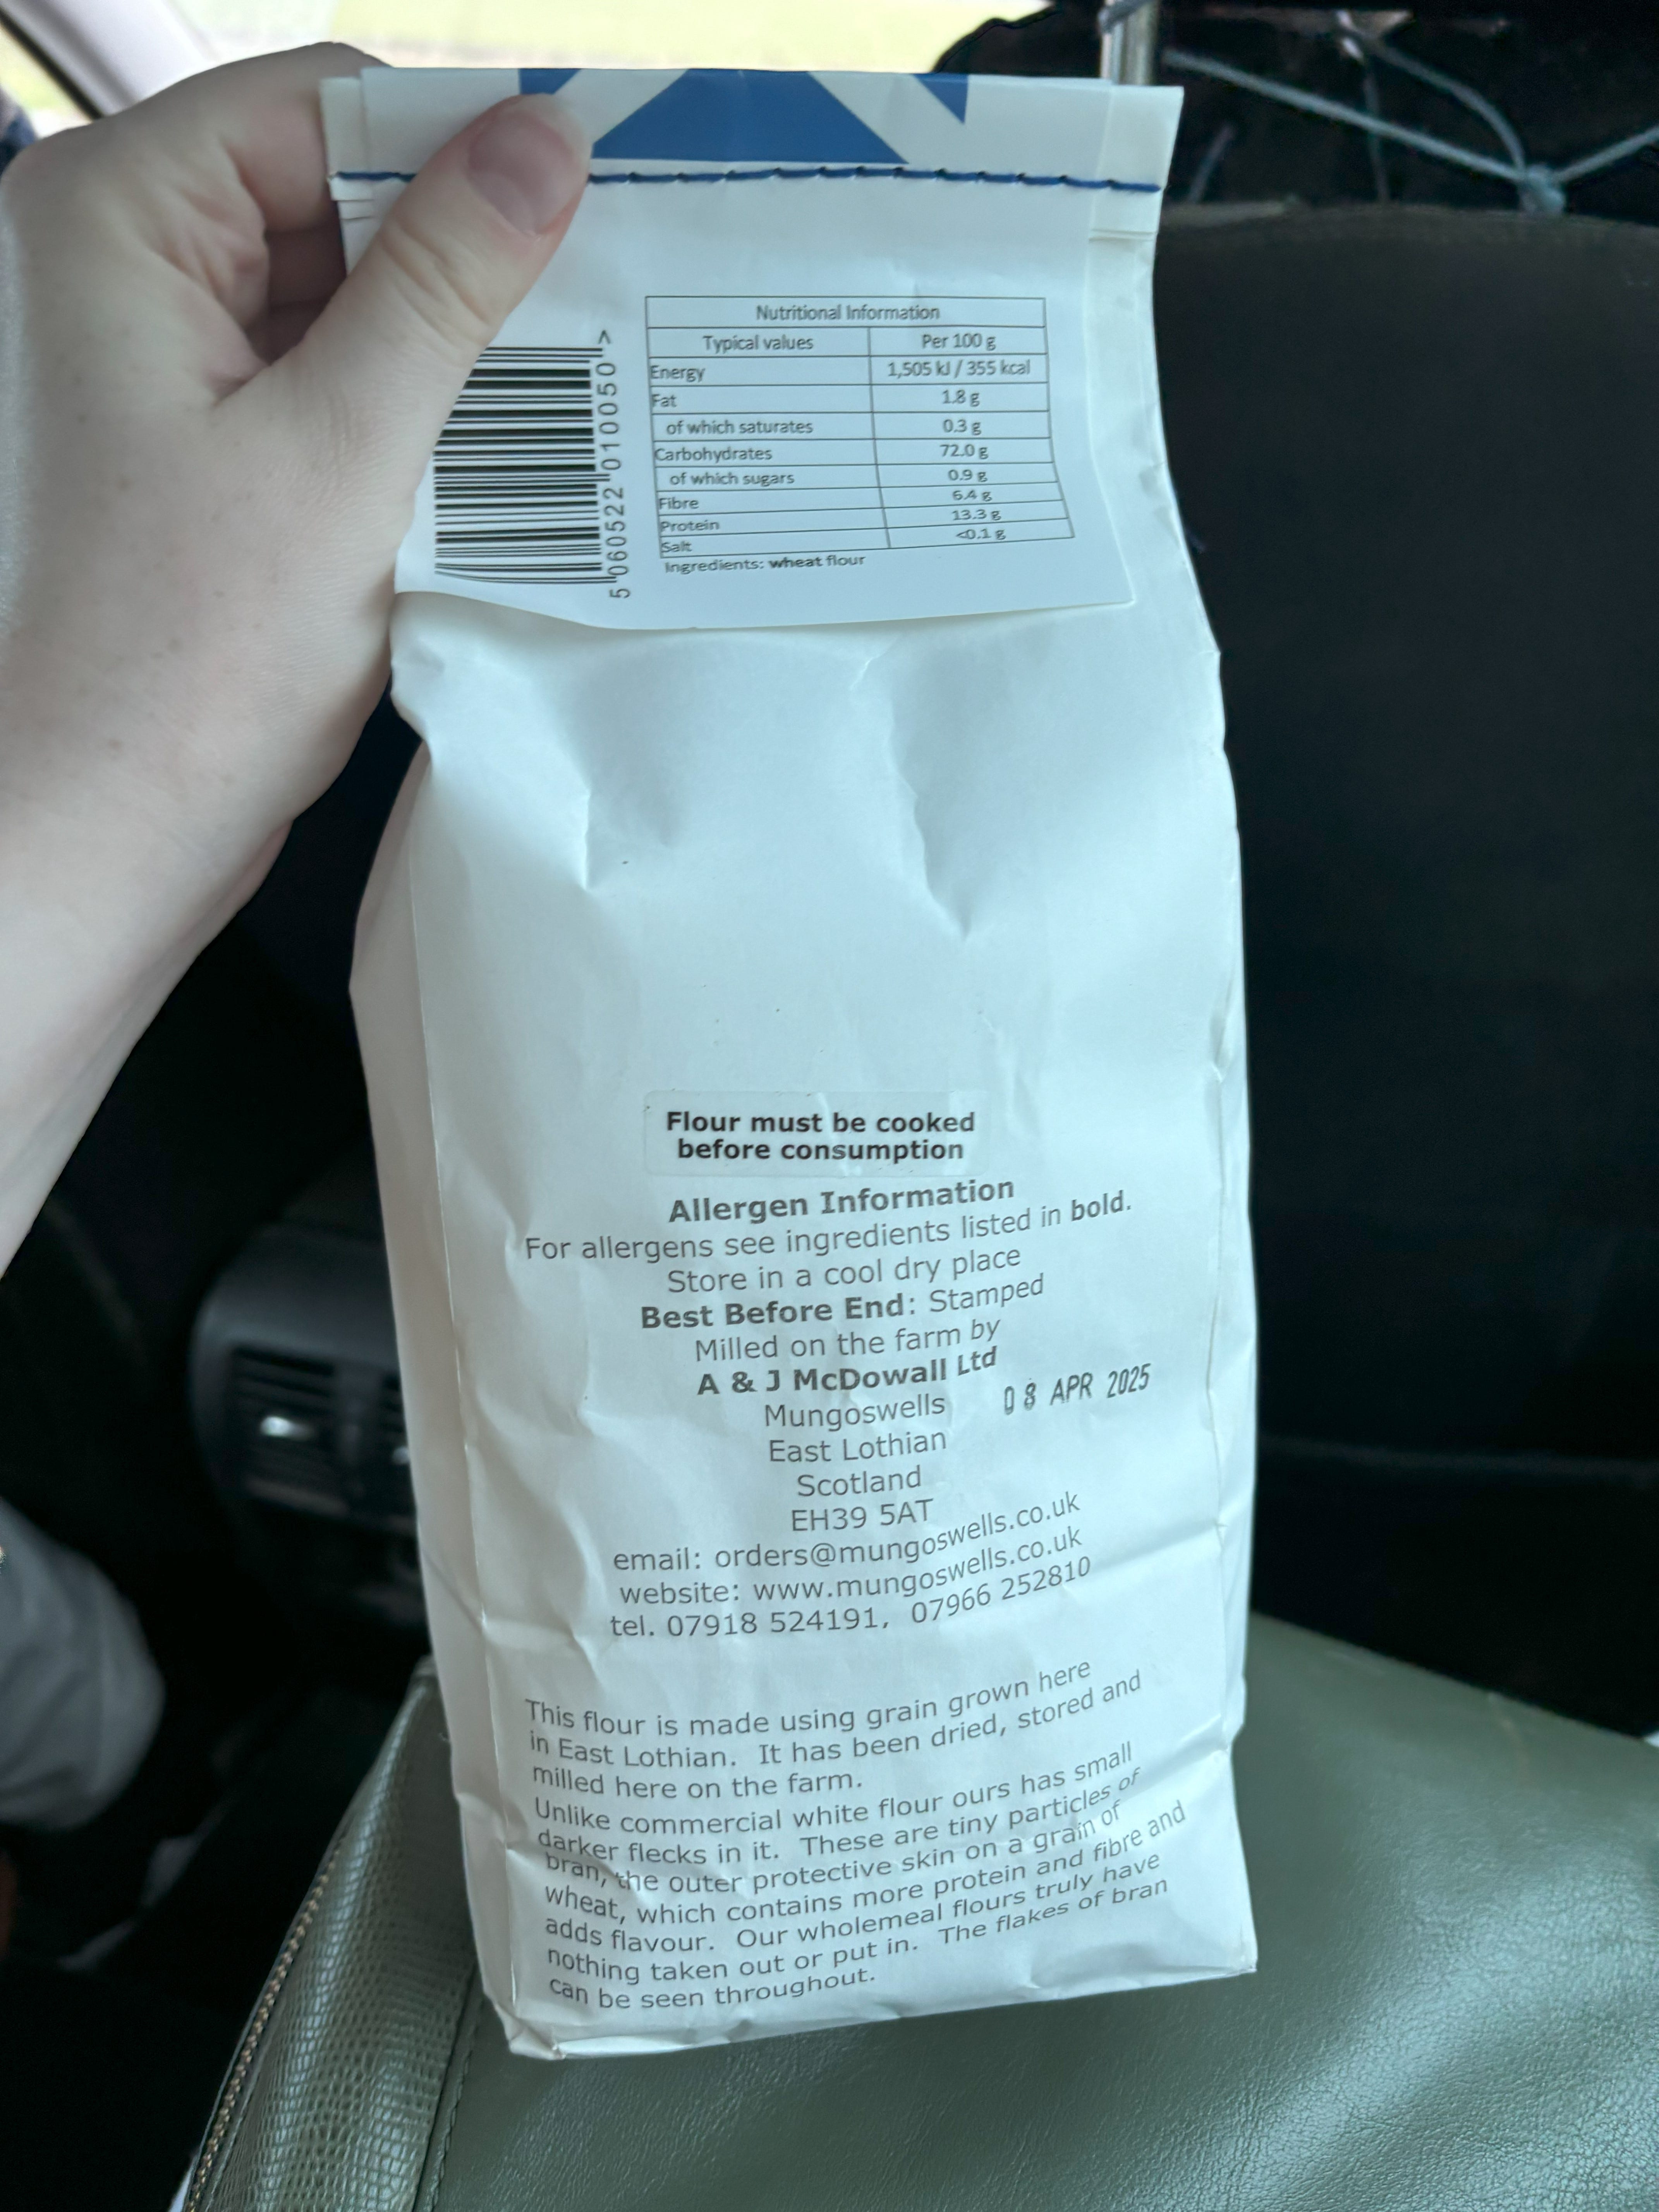 Nutritional Information
Typical values Per 100 g
Energy 1,505 kJ / 355 kcal
Fat 1.8 g
of which saturates 0.3 g
Carbohydrates 72.0 g
of which sugars 0.9 g
Fibre 6.4 g
Protein 13.3 g
Salt <0.1 g
Ingredients: wheat flour
5 060522 010050 >
Flour must be cooked
before consumption
Allergen Information
For allergens see ingredients listed in bold.
Store in a cool dry place
Best Before End: Stamped
Milled on the farm by
A & J McDowall Ltd
Mungoswells
08 APR 2025
East Lothian
Scotland
EH39 5AT
email: orders@mungoswells.co.uk
website: www.mungoswells.co.uk
tel. 07918 524191, 07966 252810
This flour is made using grain grown here
in East Lothian. It has been dried, stored and
milled here on the farm.
Unlike commercial white flour ours has small
darker flecks in it. These are tiny particles of
bran, the outer protective skin on a grain of
wheat, which contains more protein and fibre and
adds flavour. Our wholemeal flours truly have
nothing taken out or put in. The flakes of bran
can be seen throughout.